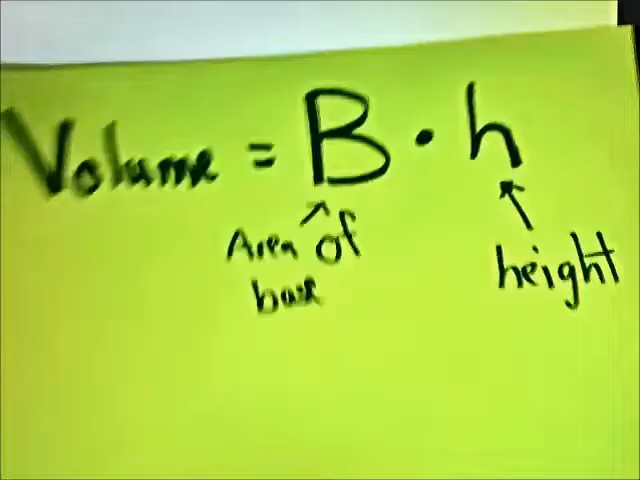 Volume = B · h
Area of
base
height